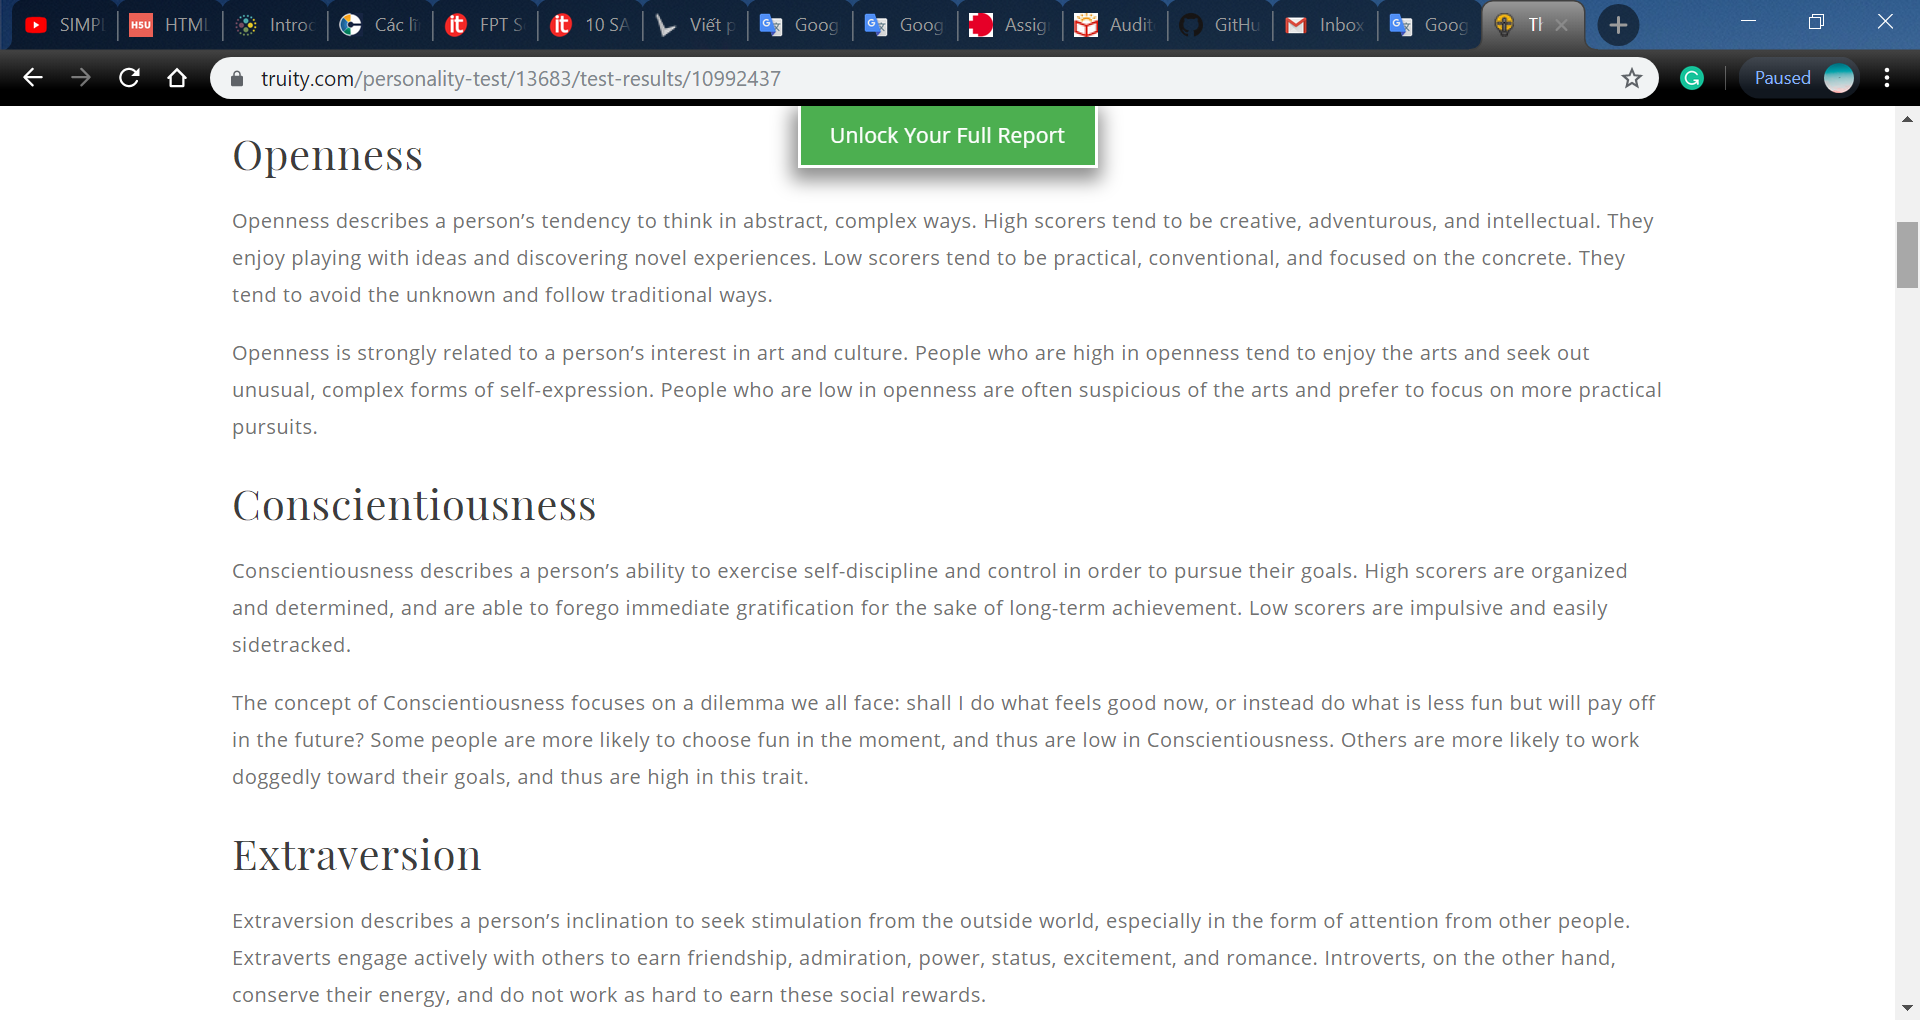 SIMPL
HSU HTML
Introd
Các lĩ
it FPT S
it 10 SA
Viết p
Goog
Goog
Assig
Audit
GitHu
Inbox
Goog
Th
truity.com/personality-test/13683/test-results/10992437
Paused
Unlock Your Full Report
Openness
Openness describes a person’s tendency to think in abstract, complex ways. High scorers tend to be creative, adventurous, and intellectual. They
enjoy playing with ideas and discovering novel experiences. Low scorers tend to be practical, conventional, and focused on the concrete. They
tend to avoid the unknown and follow traditional ways.
Openness is strongly related to a person’s interest in art and culture. People who are high in openness tend to enjoy the arts and seek out
unusual, complex forms of self-expression. People who are low in openness are often suspicious of the arts and prefer to focus on more practical
pursuits.
Conscientiousness
Conscientiousness describes a person’s ability to exercise self-discipline and control in order to pursue their goals. High scorers are organized
and determined, and are able to forego immediate gratification for the sake of long-term achievement. Low scorers are impulsive and easily
sidetracked.
The concept of Conscientiousness focuses on a dilemma we all face: shall I do what feels good now, or instead do what is less fun but will pay off
in the future? Some people are more likely to choose fun in the moment, and thus are low in Conscientiousness. Others are more likely to work
doggedly toward their goals, and thus are high in this trait.
Extraversion
Extraversion describes a person’s inclination to seek stimulation from the outside world, especially in the form of attention from other people.
Extraverts engage actively with others to earn friendship, admiration, power, status, excitement, and romance. Introverts, on the other hand,
conserve their energy, and do not work as hard to earn these social rewards.